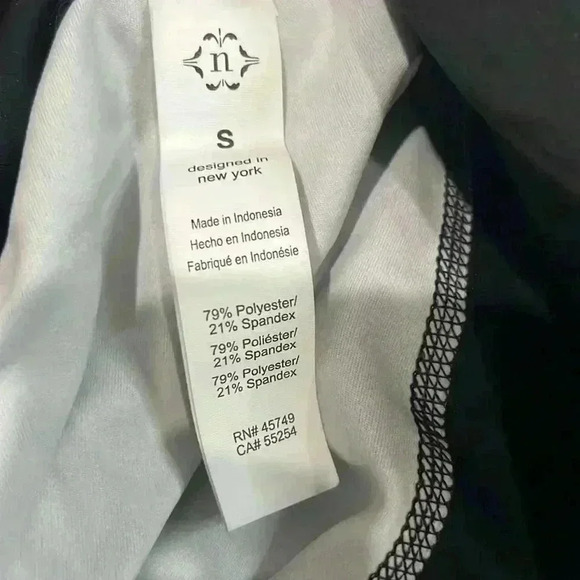 n
S
designed in
new york
Made in Indonesia
Hecho en Indonesia
Fabriqué en Indonésie
79% Polyester/
21% Spandex
79% Poliéster/
21% Spandex
79% Polyester/
21% Spandex
RN# 45749
CA# 55254